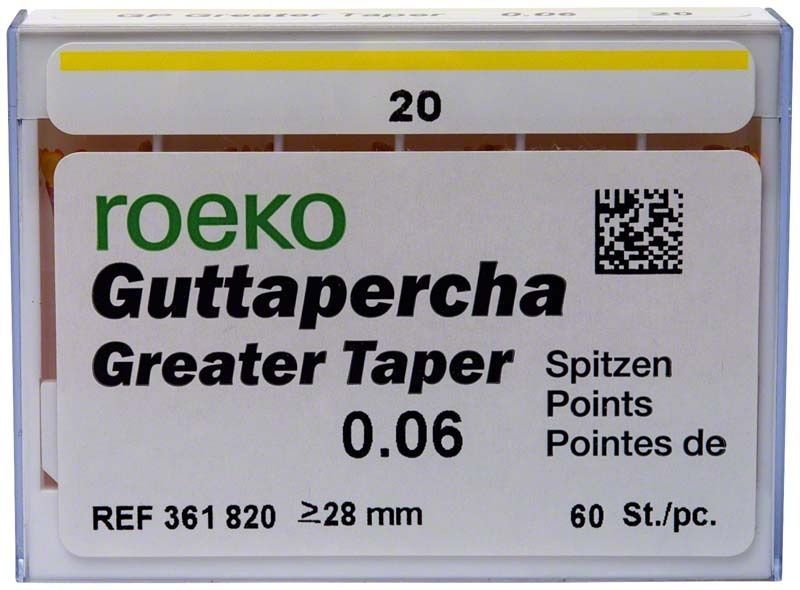 GP Greater Taper 0.06 20
20
roeko
Guttapercha
Greater Taper
0.06
Spitzen
Points
Pointes de
REF 361 820 ≥28 mm 60 St./pc.